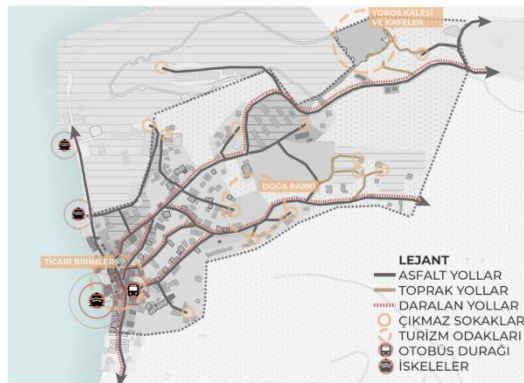 YOROS KALESİ
VE KAFELER
DOĞA PARKI
TİCARİ BİRİMLER
LEJANT
ASFALT YOLLAR
TOPRAK YOLLAR
DARALAN YOLLAR
ÇIKMAZ SOKAKLAR
TURİZM ODAKLARI
OTOBÜS DURAĞI
İSKELELER